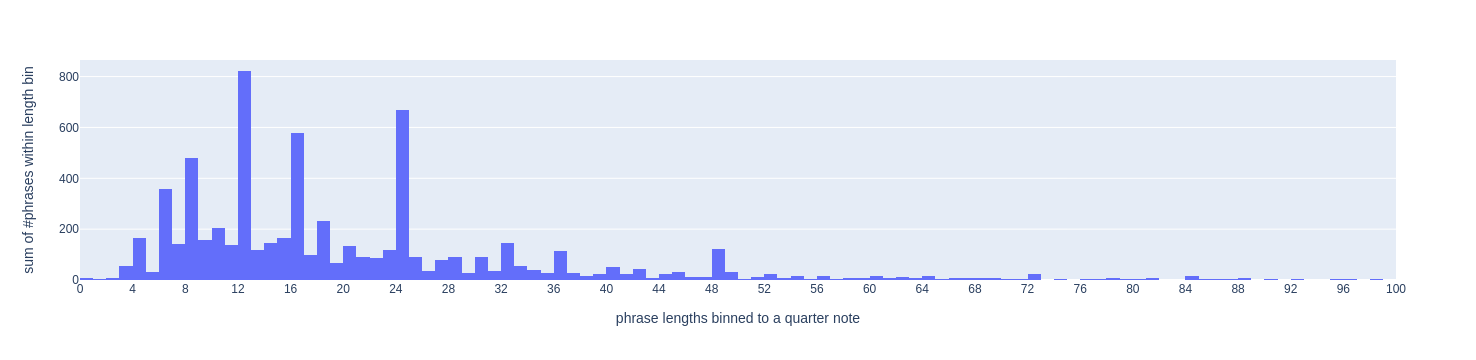 sum of #phrases within length bin
800
600
400
200
0
0 4 8 12 16 20 24 28 32 36 40 44 48 52 56 60 64 68 72 76 80 84 88 92 96 100
phrase lengths binned to a quarter note